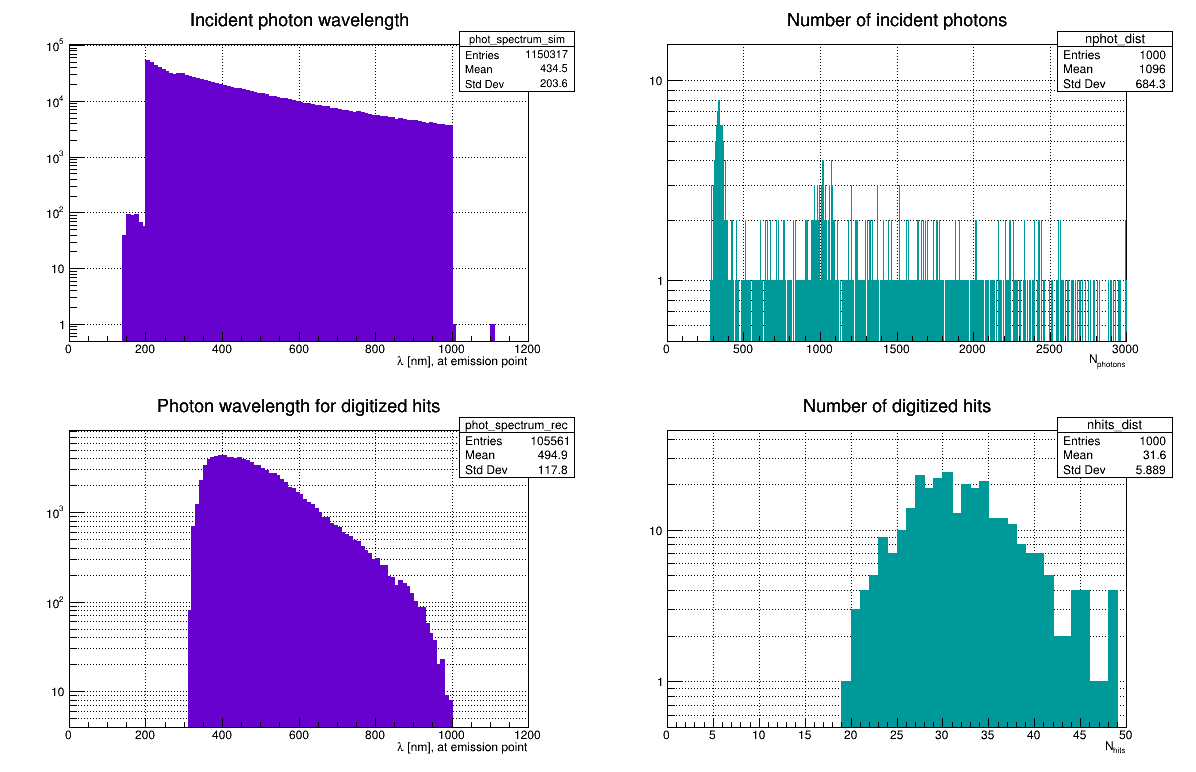 Incident photon wavelength
phot_spectrum_sim
Entries 1150317
Mean 434.5
Std Dev 203.6
10^5
10^4
10^3
10^2
10
1
0 200 400 600 800 1000 1200
λ [nm], at emission point
Number of incident photons
nphot_dist
Entries 1000
Mean 1096
Std Dev 684.3
10
1
0 500 1000 1500 2000 2500 3000
N_photons
Photon wavelength for digitized hits
phot_spectrum_rec
Entries 105561
Mean 494.9
Std Dev 117.8
10^3
10^2
10
0 200 400 600 800 1000 1200
λ [nm], at emission point
Number of digitized hits
nhits_dist
Entries 1000
Mean 31.6
Std Dev 5.889
10
1
0 5 10 15 20 25 30 35 40 45 50
N_hits